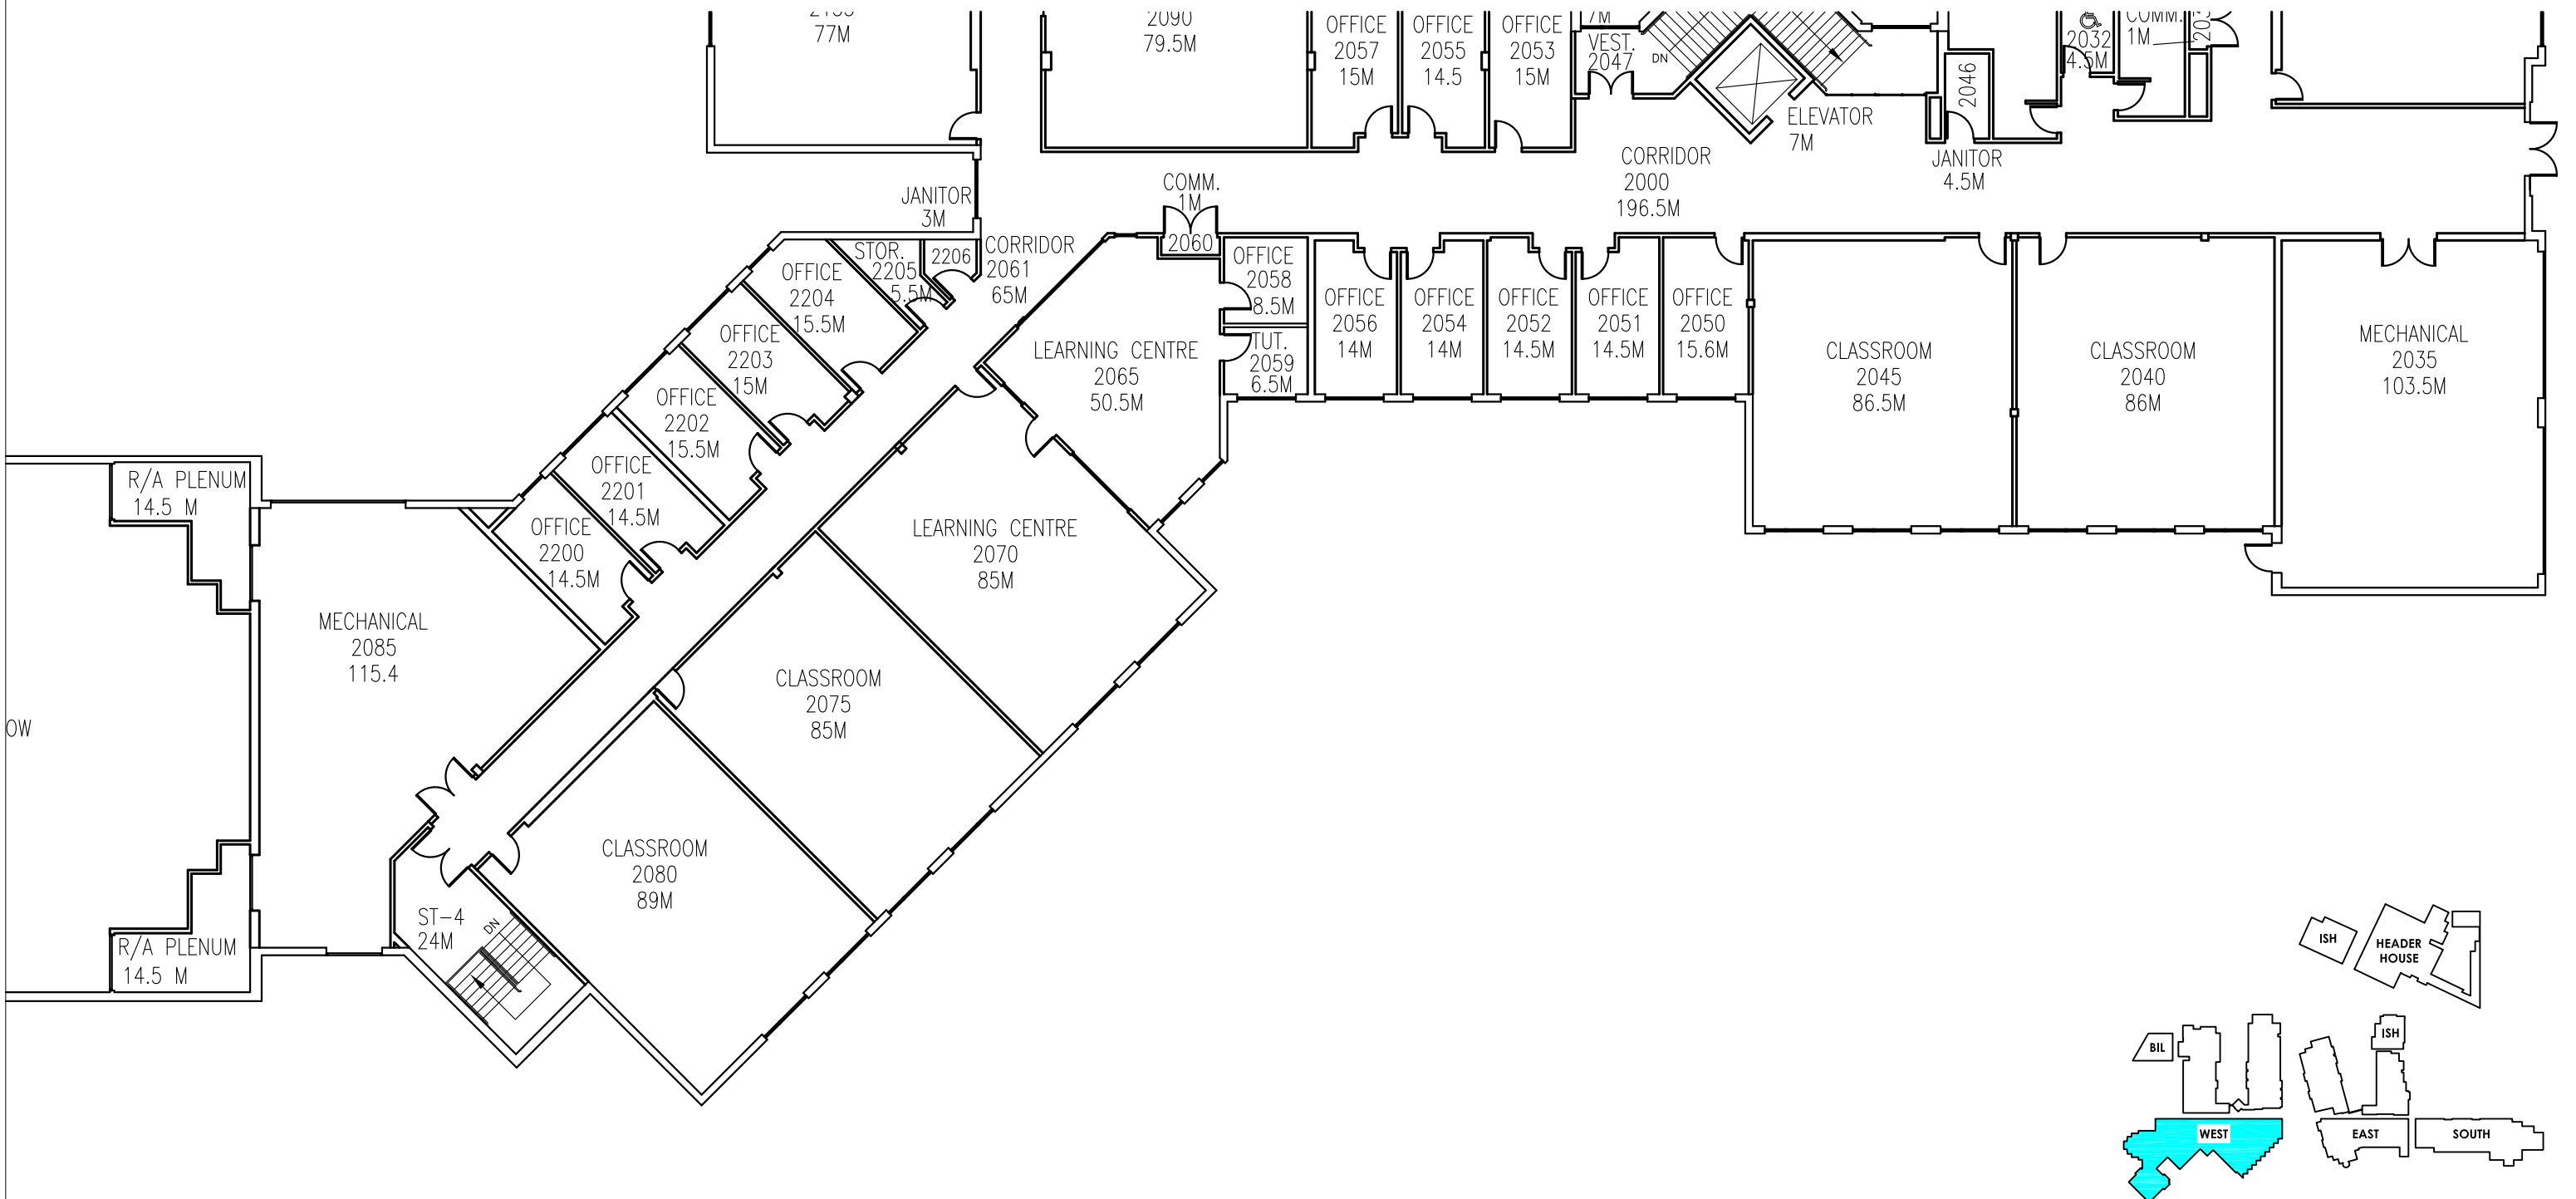 77M
2090
79.5M
OFFICE
2057
15M
OFFICE
2055
14.5
OFFICE
2053
15M
7M
VEST.
2047
DN
ELEVATOR
7M
2046
2032
4.5M
COMM.
1M
JANITOR
4.5M
CORRIDOR
2000
196.5M
COMM.
1M
2060
JANITOR
3M
STOR.
2205
5.5M
2206
CORRIDOR
2061
65M
OFFICE
2204
15.5M
OFFICE
2203
15M
OFFICE
2202
15.5M
OFFICE
2201
14.5M
OFFICE
2200
14.5M
LEARNING CENTRE
2065
50.5M
OFFICE
2058
8.5M
TUT.
2059
6.5M
OFFICE
2056
14M
OFFICE
2054
14M
OFFICE
2052
14.5M
OFFICE
2051
14.5M
OFFICE
2050
15.6M
CLASSROOM
2045
86.5M
CLASSROOM
2040
86M
MECHANICAL
2035
103.5M
R/A PLENUM
14.5 M
LEARNING CENTRE
2070
85M
MECHANICAL
2085
115.4
CLASSROOM
2075
85M
OW
CLASSROOM
2080
89M
ST-4
24M
DN
R/A PLENUM
14.5 M
ISH
HEADER
HOUSE
BIL
ISH
WEST
EAST
SOUTH